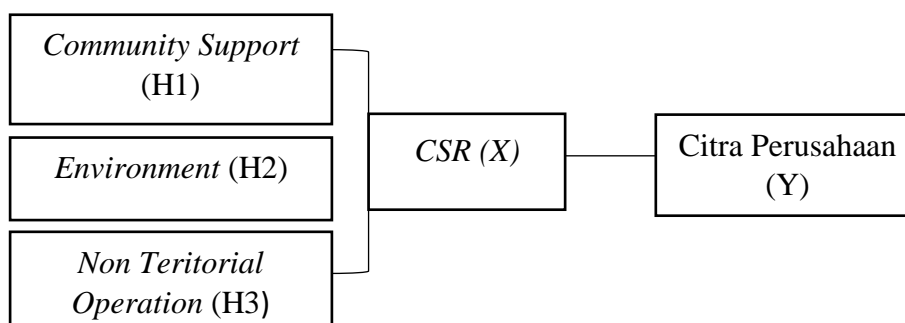 Community Support
(H1)
Environment (H2)
Non Teritorial
Operation (H3)
CSR (X)
Citra Perusahaan
(Y)